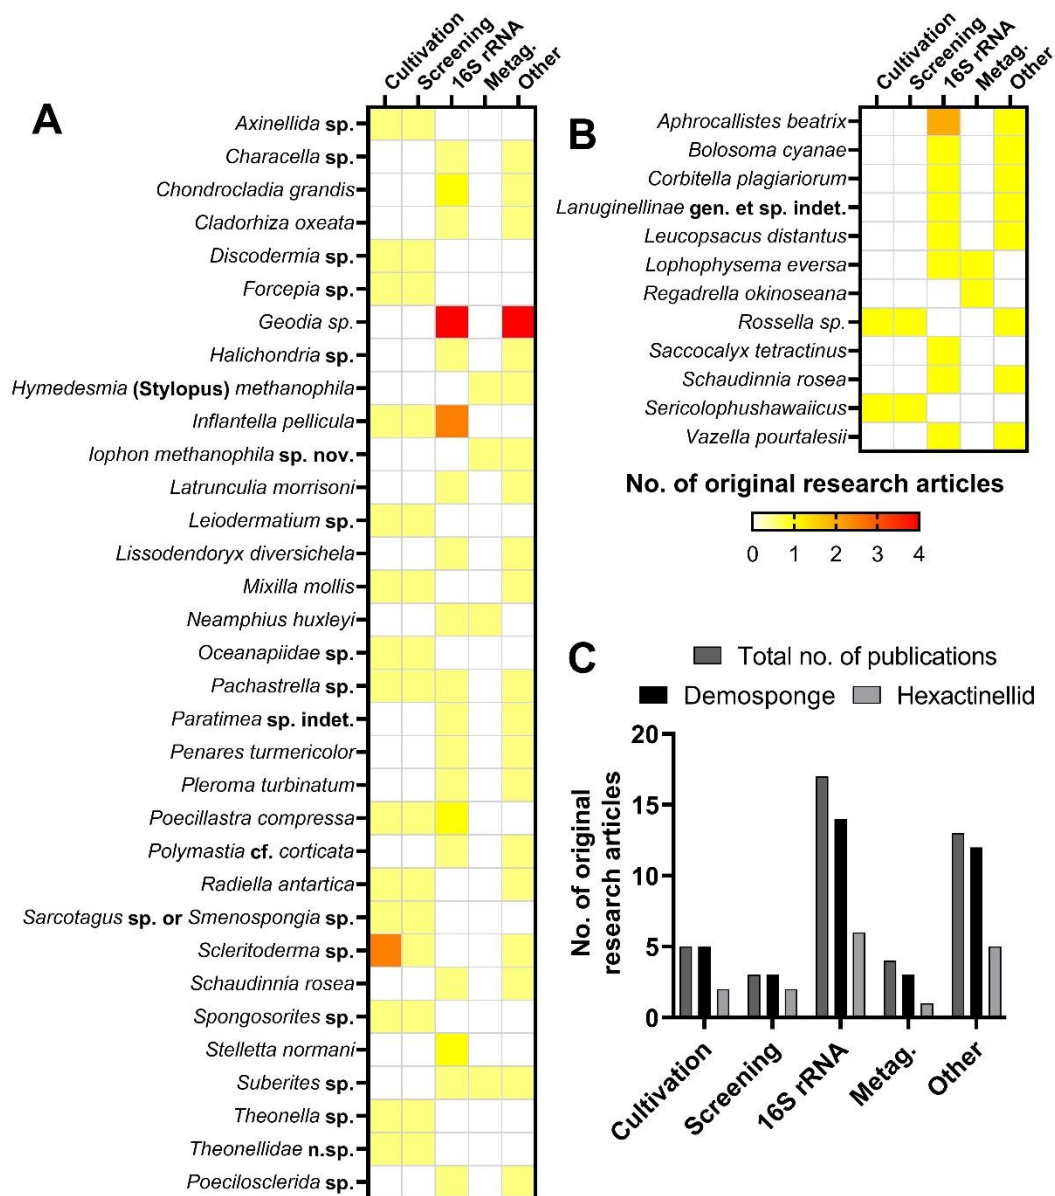 A
Cultivation
Screening
16S rRNA
Metag.
Other
Axinellida sp.
Characella sp.
Chondrocladia grandis
Cladorhiza oxeata
Discodermia sp.
Forcepia sp.
Geodia sp.
Halichondria sp.
Hymedesmia (Stylopus) methanophila
Inflantella pellicula
Iophon methanophila sp. nov.
Latrunculia morrisoni
Leiodermatium sp.
Lissodendoryx diversichela
Mixilla mollis
Neamphius huxleyi
Oceanapiidae sp.
Pachastrella sp.
Paratimea sp. indet.
Penares turmericolor
Pleroma turbinatum
Poecillastra compressa
Polymastia cf. corticata
Radiella antartica
Sarcotagus sp. or Smenospongia sp.
Scleritoderma sp.
Schaudinnia rosea
Spongosorites sp.
Stelletta normani
Suberites sp.
Theonella sp.
Theonellidae n.sp.
Poecilosclerida sp.
B
Cultivation
Screening
16S rRNA
Metag.
Other
Aphrocallistes beatrix
Bolosoma cyanae
Corbitella plagiariorum
Lanuginellinae gen. et sp. indet.
Leucopsacus distantus
Lophophysema eversa
Regadrella okinoseana
Rossella sp.
Saccocalyx tetractinus
Schaudinnia rosea
Sericolophushawaiicus
Vazella pourtalesii
No. of original research articles
0 1 2 3 4
C
Total no. of publications
Demosponge Hexactinellid
No. of original
research articles
20
15
10
5
0
Cultivation
Screening
16S rRNA
Metag.
Other